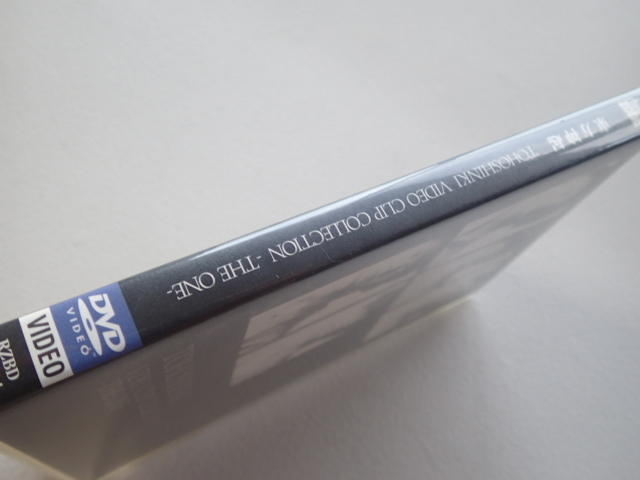 東方神起 TOHOSHINKI VIDEO CLIP COLLECTION -THE ONE-
DVD
VIDEO
VIDEO
RZBD